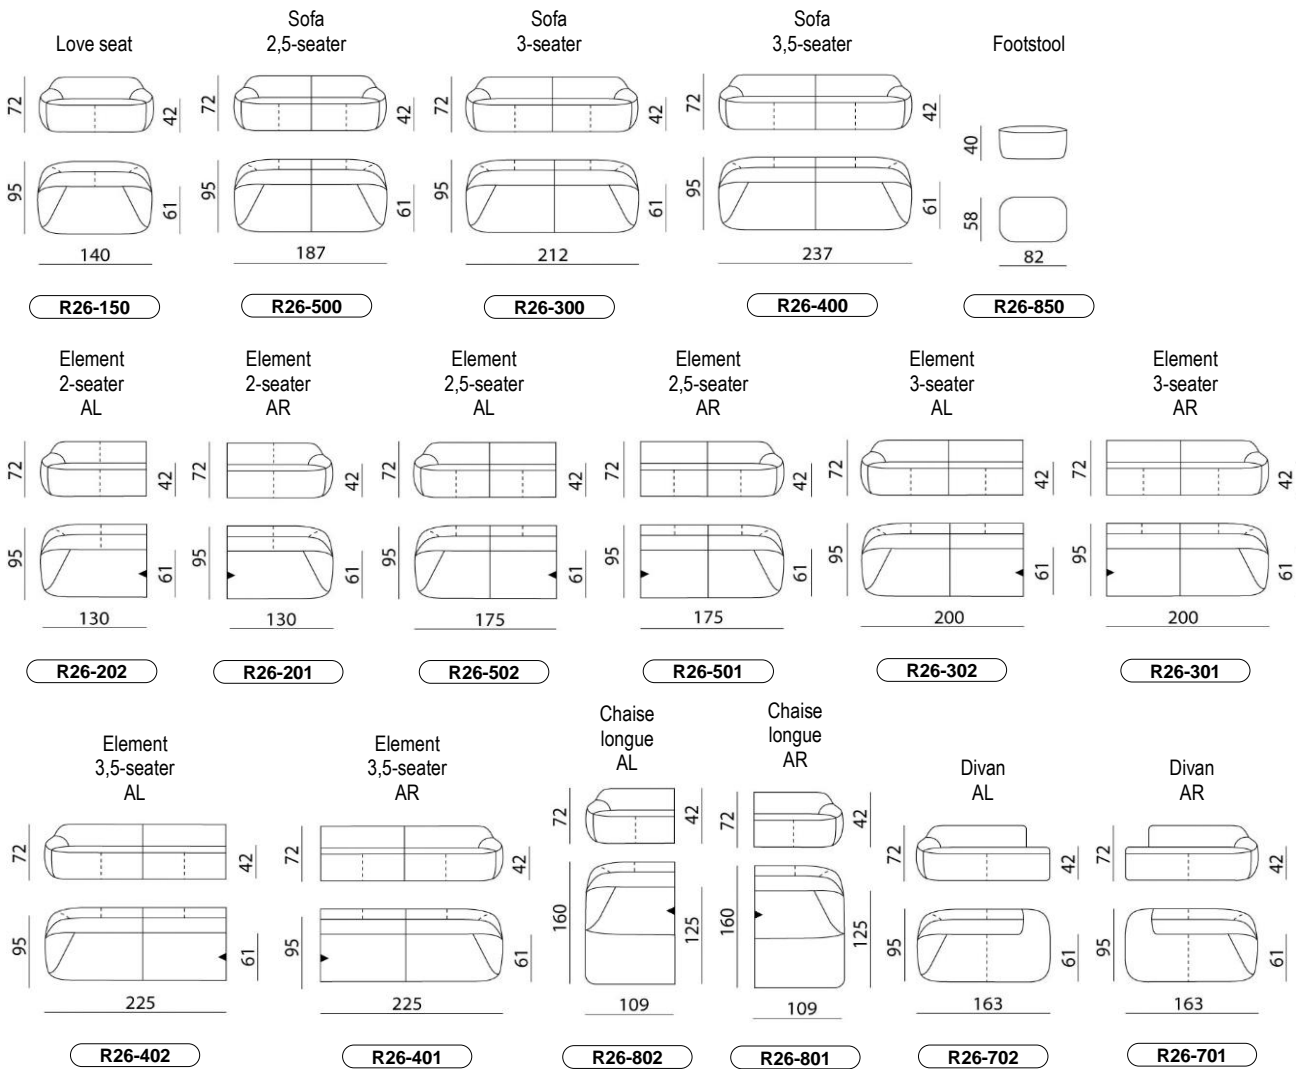 Love seat
Sofa
2,5-seater
Sofa
3-seater
Sofa
3,5-seater
Footstool
72
42
72
42
72
42
72
42
40
95
61
95
61
95
61
95
61
58
140
187
212
237
82
R26-150
R26-500
R26-300
R26-400
R26-850
Element
2-seater
AL
Element
2-seater
AR
Element
2,5-seater
AL
Element
2,5-seater
AR
Element
3-seater
AL
Element
3-seater
AR
72
42
72
42
72
42
72
42
72
42
72
42
95
61
95
61
95
61
95
61
95
61
95
61
130
130
175
175
200
200
R26-202
R26-201
R26-502
R26-501
R26-302
R26-301
Element
3,5-seater
AL
Element
3,5-seater
AR
Chaise
longue
AL
Chaise
longue
AR
Divan
AL
Divan
AR
72
42
72
42
72
42
72
42
72
42
72
42
95
61
95
61
160
125
160
125
95
61
95
61
225
225
109
109
163
163
R26-402
R26-401
R26-802
R26-801
R26-702
R26-701